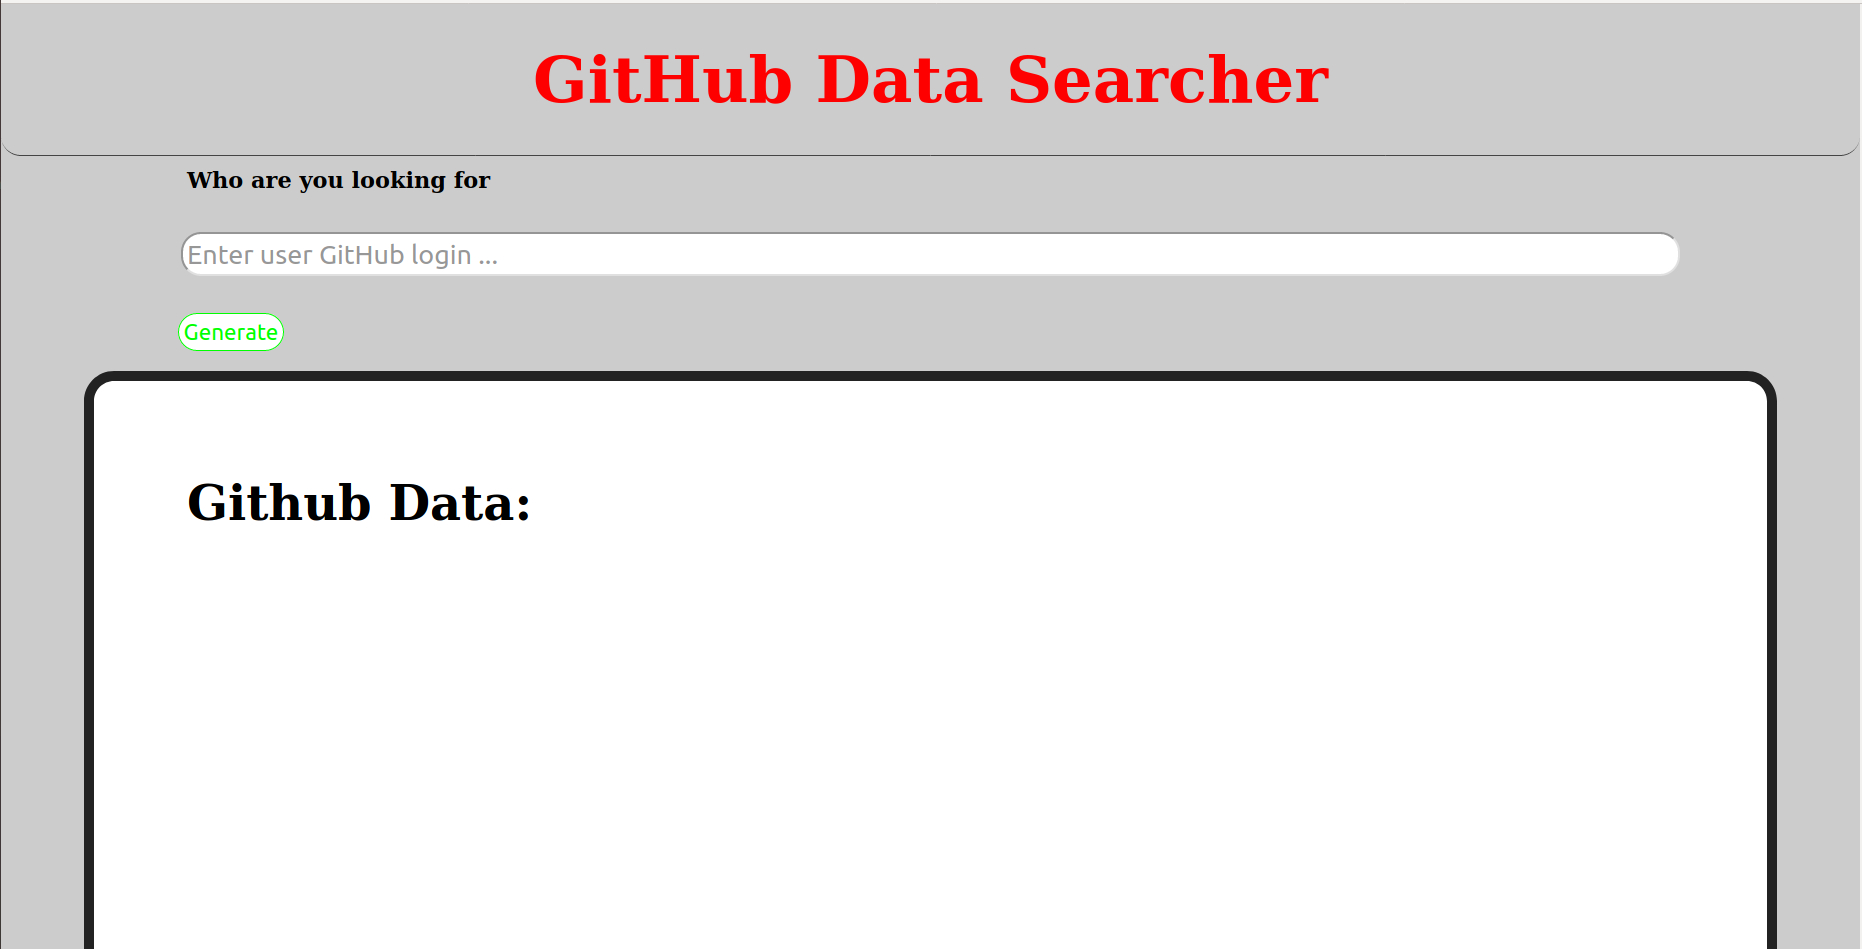 GitHub Data Searcher
Who are you looking for
Enter user GitHub login ...
Generate
Github Data: